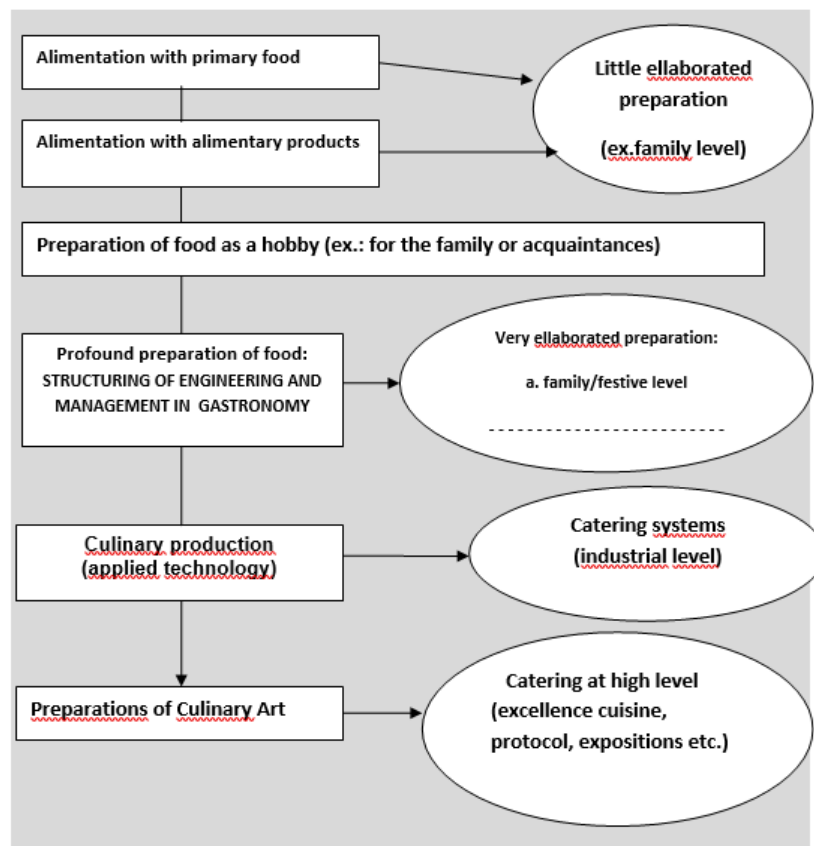 Alimentation with primary food
Little ellaborated
preparation
(ex.family level)
Alimentation with alimentary products
Preparation of food as a hobby (ex.: for the family or acquaintances)
Profound preparation of food:
STRUCTURING OF ENGINEERING AND
MANAGEMENT IN GASTRONOMY
Very ellaborated preparation:
a. family/festive level
- - - - - - - - - - - - - - - - - - - - - - - - -
Culinary production
(applied technology)
Catering systems
(industrial level)
Preparations of Culinary Art
Catering at high level
(excellence cuisine,
protocol, expositions etc.)